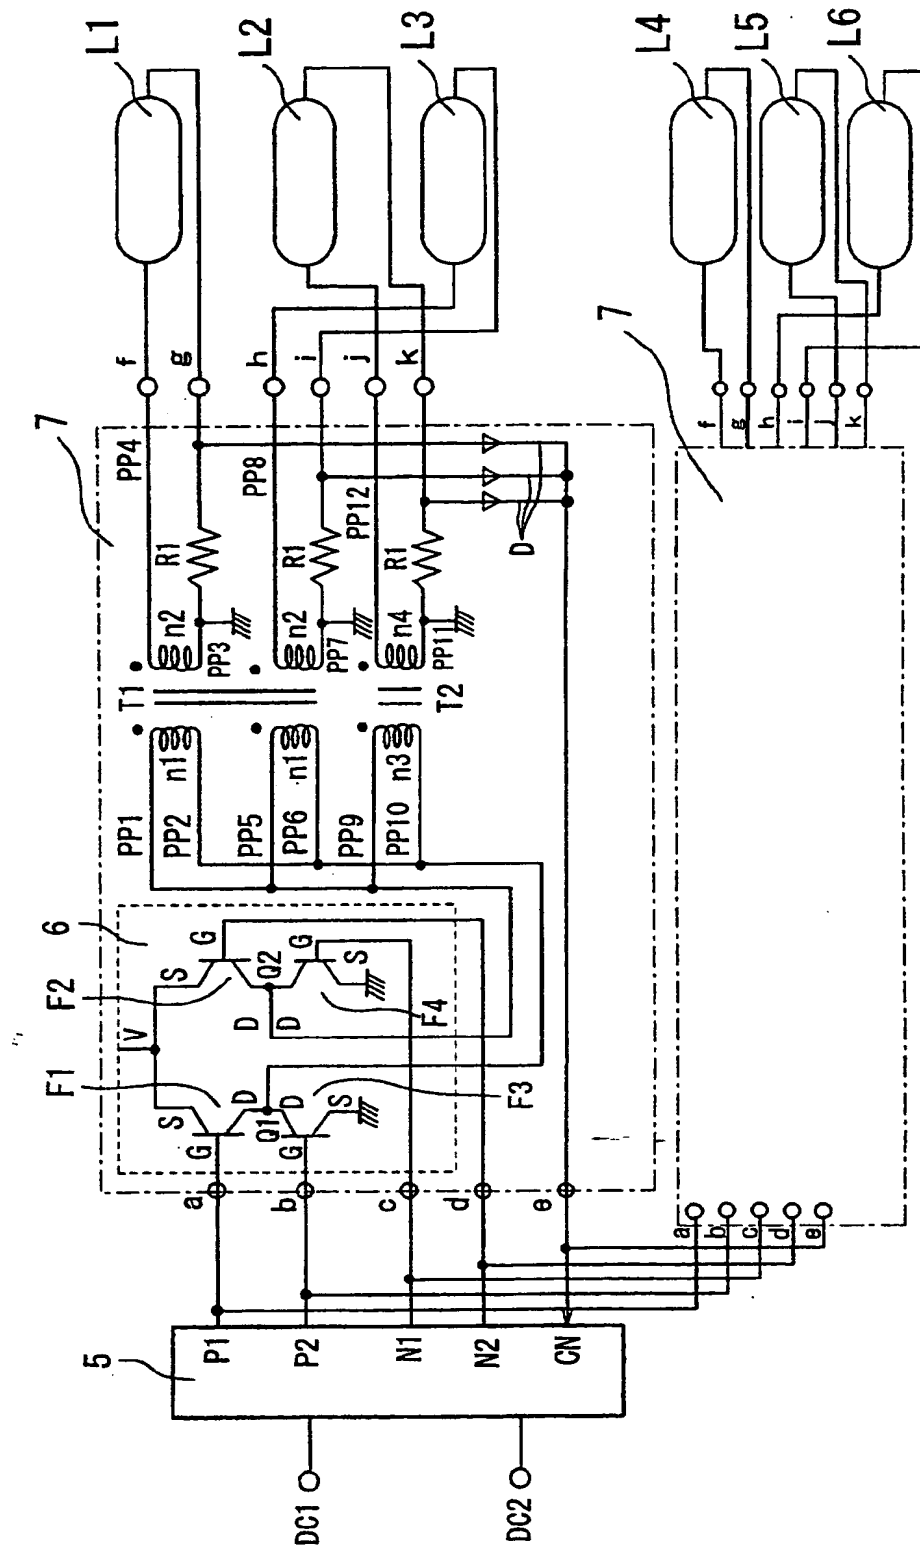 L1
L2
L3
L4
L5
L6
7
f
g
h
i
j
k
PP4
PP8
PP12
R1
R1
R1
n2
n2
n4
PP3
PP7
PP11
T1
T2
D
n1
n1
n3
PP1
PP2
PP5
PP6
PP9
PP10
6
F2
F1
V
S
G
D
Q1
D
G
S
F3
S
G
D
Q2
D
G
S
F4
a
b
c
d
e
5
P1
P2
N1
N2
CN
DC1
DC2
7
f
g
h
i
j
k
a
b
c
d
e